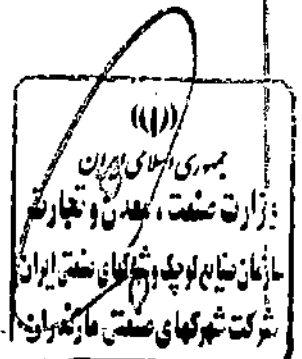 جمهوری اسلامی ایران
وزارت صنعت ، معدن و تجارت
سازمان صنایع کوچک و شهرکهای صنعتی ایران
شرکت شهرکهای صنعتی مازندران